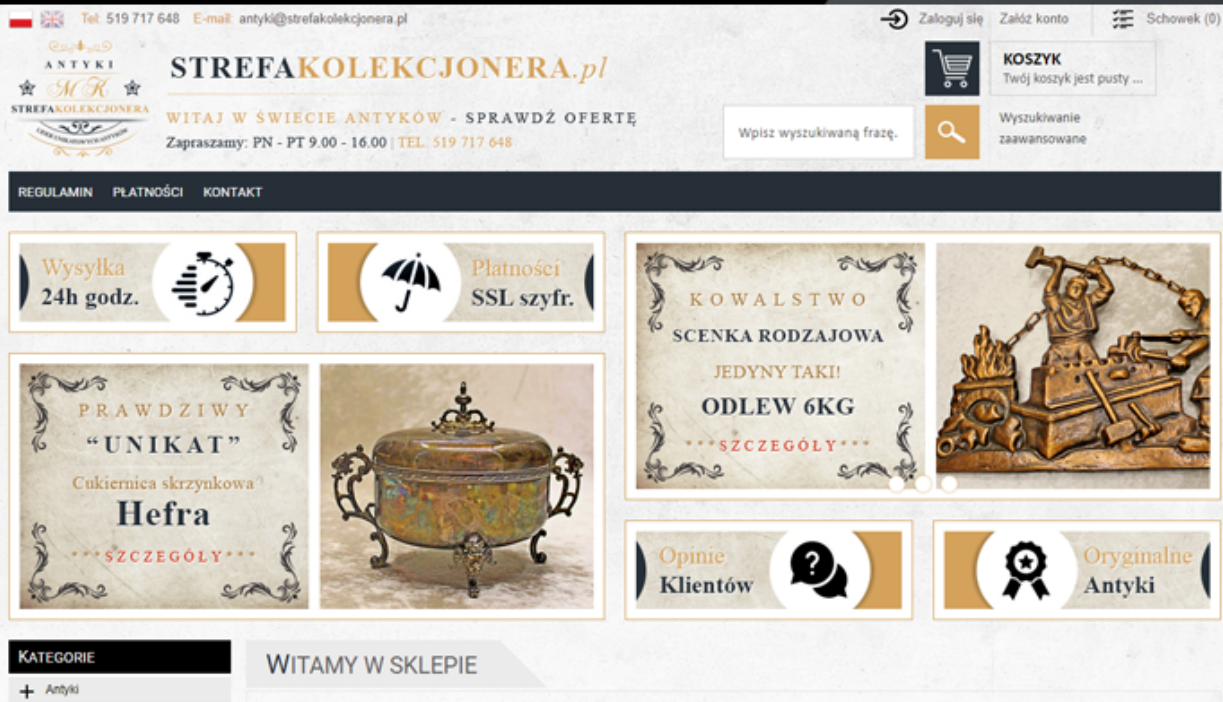 Tel: 519 717 648 E-mail: antyki@strefakolekcjonera.pl
Zaloguj się Załóż konto Schowek (0)
ANTYKI
MK
STREFAKOLEKCJONERA
STREFAKOLEKCJONERA.pl
WITAJ W ŚWIECIE ANTYKÓW - SPRAWDŹ OFERTĘ
Zapraszamy: PN - PT 9.00 - 16.00 | TEL. 519 717 648
KOSZYK
Twój koszyk jest pusty ...
Wpisz wyszukiwaną frazę.
Wyszukiwanie
zaawansowane
REGULAMIN PŁATNOŚCI KONTAKT
Wysyłka
24h godz.
Płatności
SSL szyfr.
KOWALSTWO
SCENKA RODZAJOWA
JEDYNY TAKI!
ODLEW 6KG
***SZCZEGÓŁY***
PRAWDZIWY
“UNIKAT”
Cukiernica skrzynkowa
Hefra
***SZCZEGÓŁY***
Opinie
Klientów
Oryginalne
Antyki
KATEGORIE
+ Antyki
WITAMY W SKLEPIE